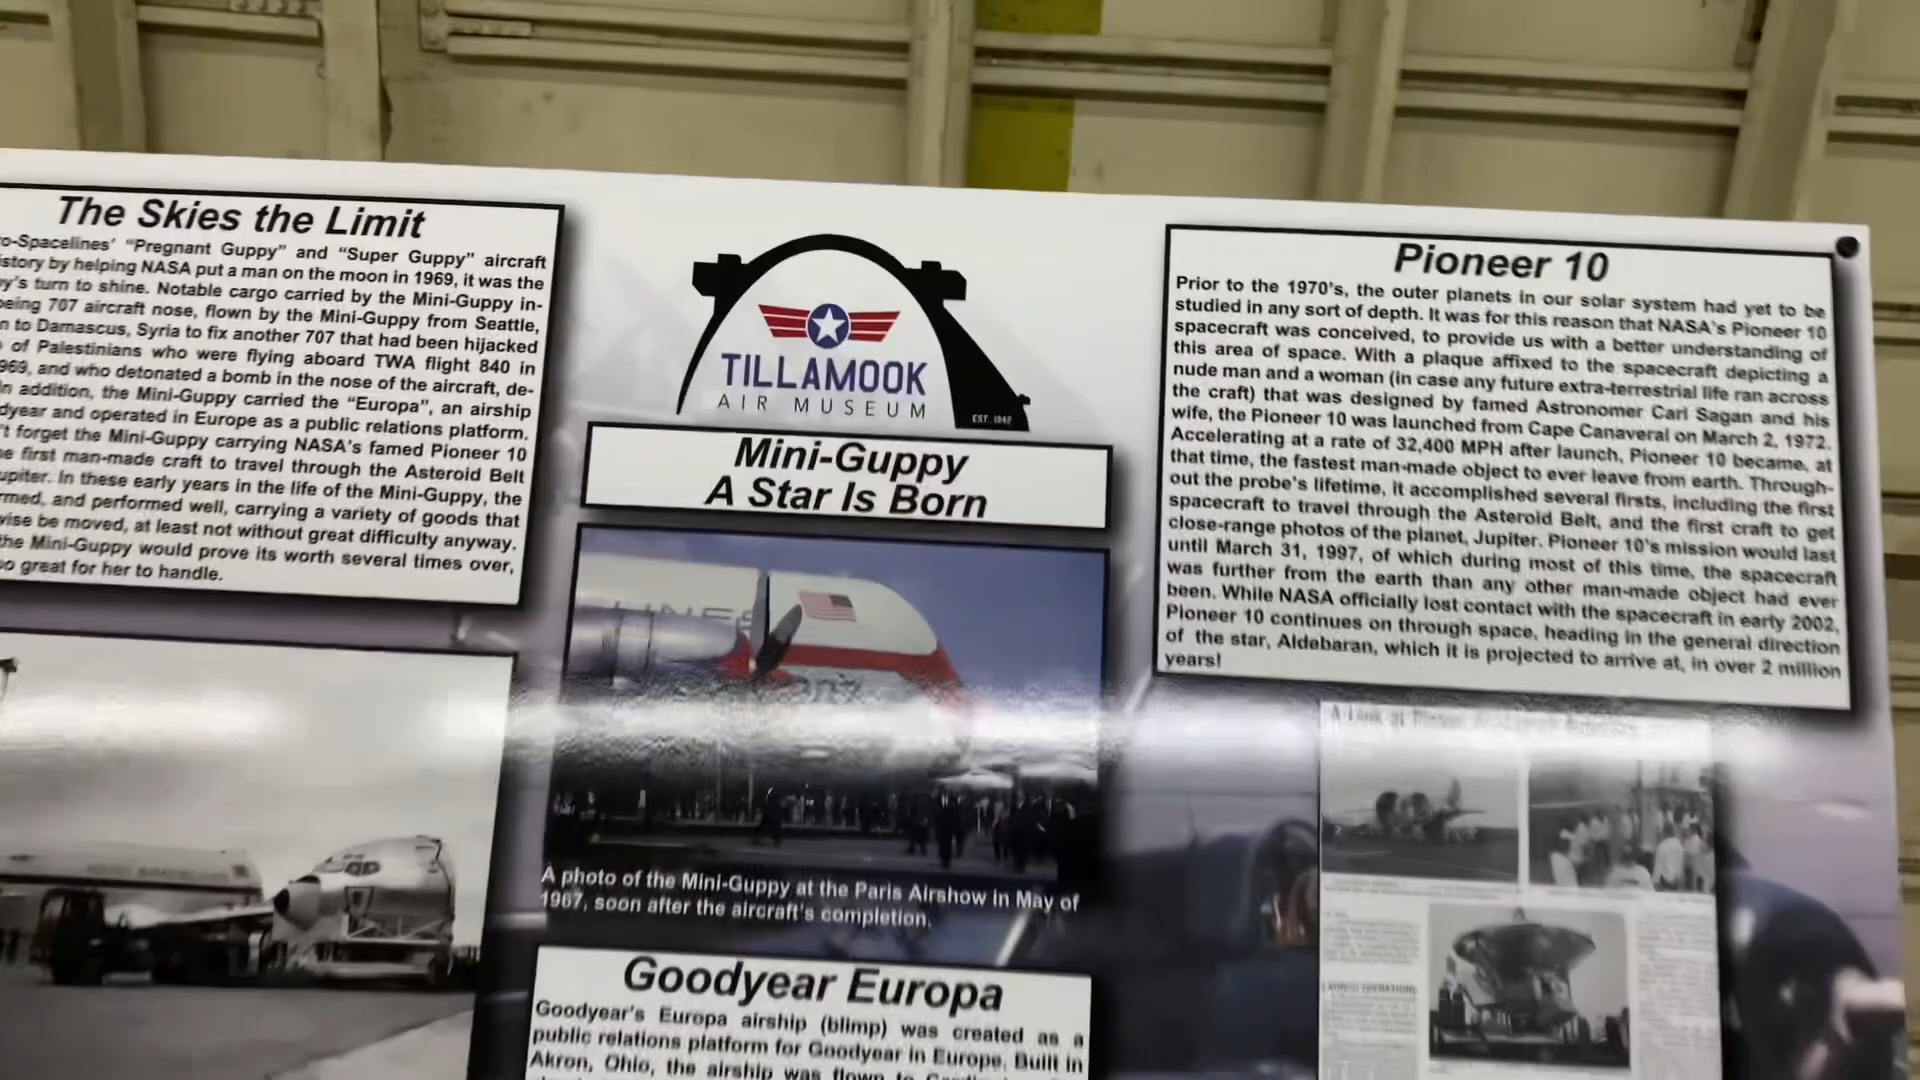 The Skies the Limit
o-Spacelines' “Pregnant Guppy” and “Super Guppy” aircraft
istory by helping NASA put a man on the moon in 1969, it was the
y's turn to shine. Notable cargo carried by the Mini-Guppy in-
being 707 aircraft nose, flown by the Mini-Guppy from Seattle,
n to Damascus, Syria to fix another 707 that had been hijacked
of Palestinians who were flying aboard TWA flight 840 in
969, and who detonated a bomb in the nose of the aircraft, de-
in addition, the Mini-Guppy carried the “Europa”, an airship
dyear and operated in Europe as a public relations platform.
't forget the Mini-Guppy carrying NASA's famed Pioneer 10
e first man-made craft to travel through the Asteroid Belt
upiter. In these early years in the life of the Mini-Guppy, the
rmed, and performed well, carrying a variety of goods that
wise be moved, at least not without great difficulty anyway.
the Mini-Guppy would prove its worth several times over,
oo great for her to handle.
TILLAMOOK
AIR MUSEUM
EST. 1942
Mini-Guppy
A Star Is Born
A photo of the Mini-Guppy at the Paris Airshow in May of
1967, soon after the aircraft's completion.
Goodyear Europa
Goodyear's Europa airship (blimp) was created as a
public relations platform for Goodyear in Europe. Built in
Akron, Ohio, the airship was flown to
Pioneer 10
Prior to the 1970's, the outer planets in our solar system had yet to be
studied in any sort of depth. It was for this reason that NASA's Pioneer 10
spacecraft was conceived, to provide us with a better understanding of
this area of space. With a plaque affixed to the spacecraft depicting a
nude man and a woman (in case any future extra-terrestrial life ran across
the craft) that was designed by famed Astronomer Carl Sagan and his
wife, the Pioneer 10 was launched from Cape Canaveral on March 2, 1972.
Accelerating at a rate of 32,400 MPH after launch, Pioneer 10 became, at
that time, the fastest man-made object to ever leave from earth. Through-
out the probe's lifetime, it accomplished several firsts, including the first
spacecraft to travel through the Asteroid Belt, and the first craft to get
close-range photos of the planet, Jupiter. Pioneer 10's mission would last
until March 31, 1997, of which during most of this time, the spacecraft
was further from the earth than any other man-made object had ever
been. While NASA officially lost contact with the spacecraft in early 2002,
Pioneer 10 continues on through space, heading in the general direction
of the star, Aldebaran, which it is projected to arrive at, in over 2 million
years!
LAUNCH OPERATIONS